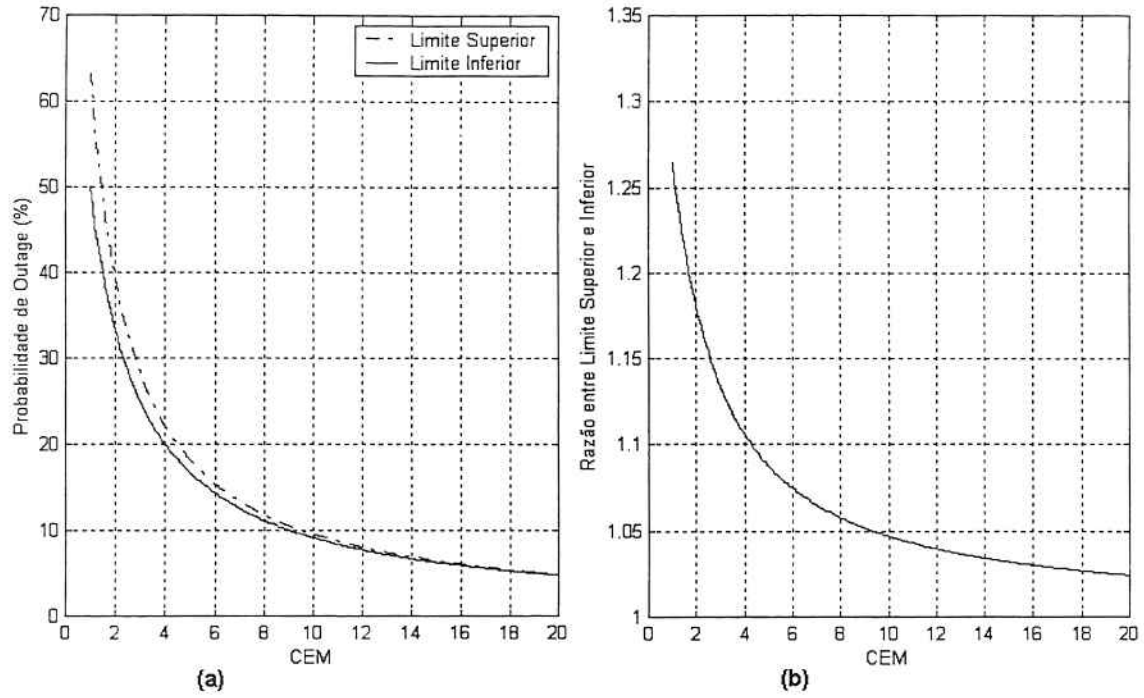 70
60
50
40
30
20
10
0
Probabilidade de Outage (%)
Limite Superior
Limite Inferior
0 2 4 6 8 10 12 14 16 18 20
CEM
(a)
1.35
1.3
1.25
1.2
1.15
1.1
1.05
1
Razão entre Limite Superior e Inferior
0 2 4 6 8 10 12 14 16 18 20
CEM
(b)